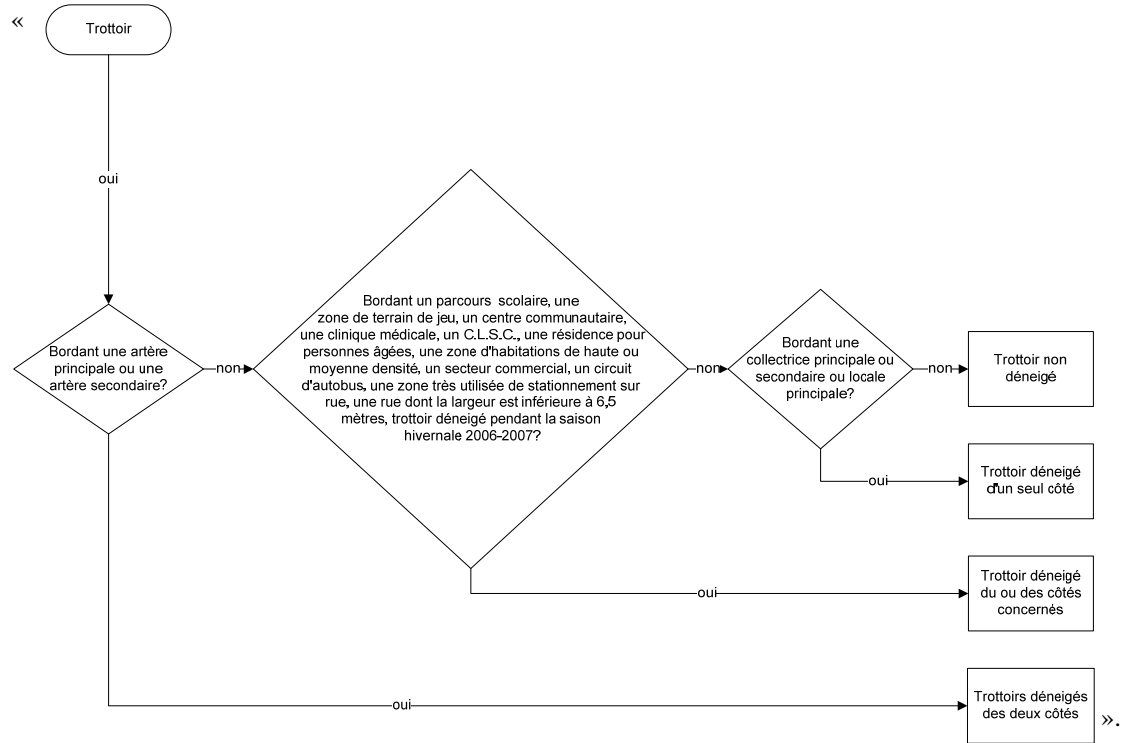 «
Trottoir
oui
Bordant une artère
principale ou une
artère secondaire?
non
Bordant un parcours scolaire, une
zone de terrain de jeu, un centre communautaire,
une clinique médicale, un C.L.S.C., une résidence pour
personnes âgées, une zone d'habitations de haute ou
moyenne densité, un secteur commercial, un circuit
d'autobus, une zone très utilisée de stationnement sur
rue, une rue dont la largeur est inférieure à 6,5
mètres, trottoir déneigé pendant la saison
hivernale 2006-2007?
non
Bordant une
collectrice principale ou
secondaire ou locale
principale?
non
Trottoir non
déneigé
oui
Trottoir déneigé
d'un seul côté
oui
Trottoir déneigé
du ou des côtés
concernés
oui
Trottoirs déneigés
des deux côtés
».